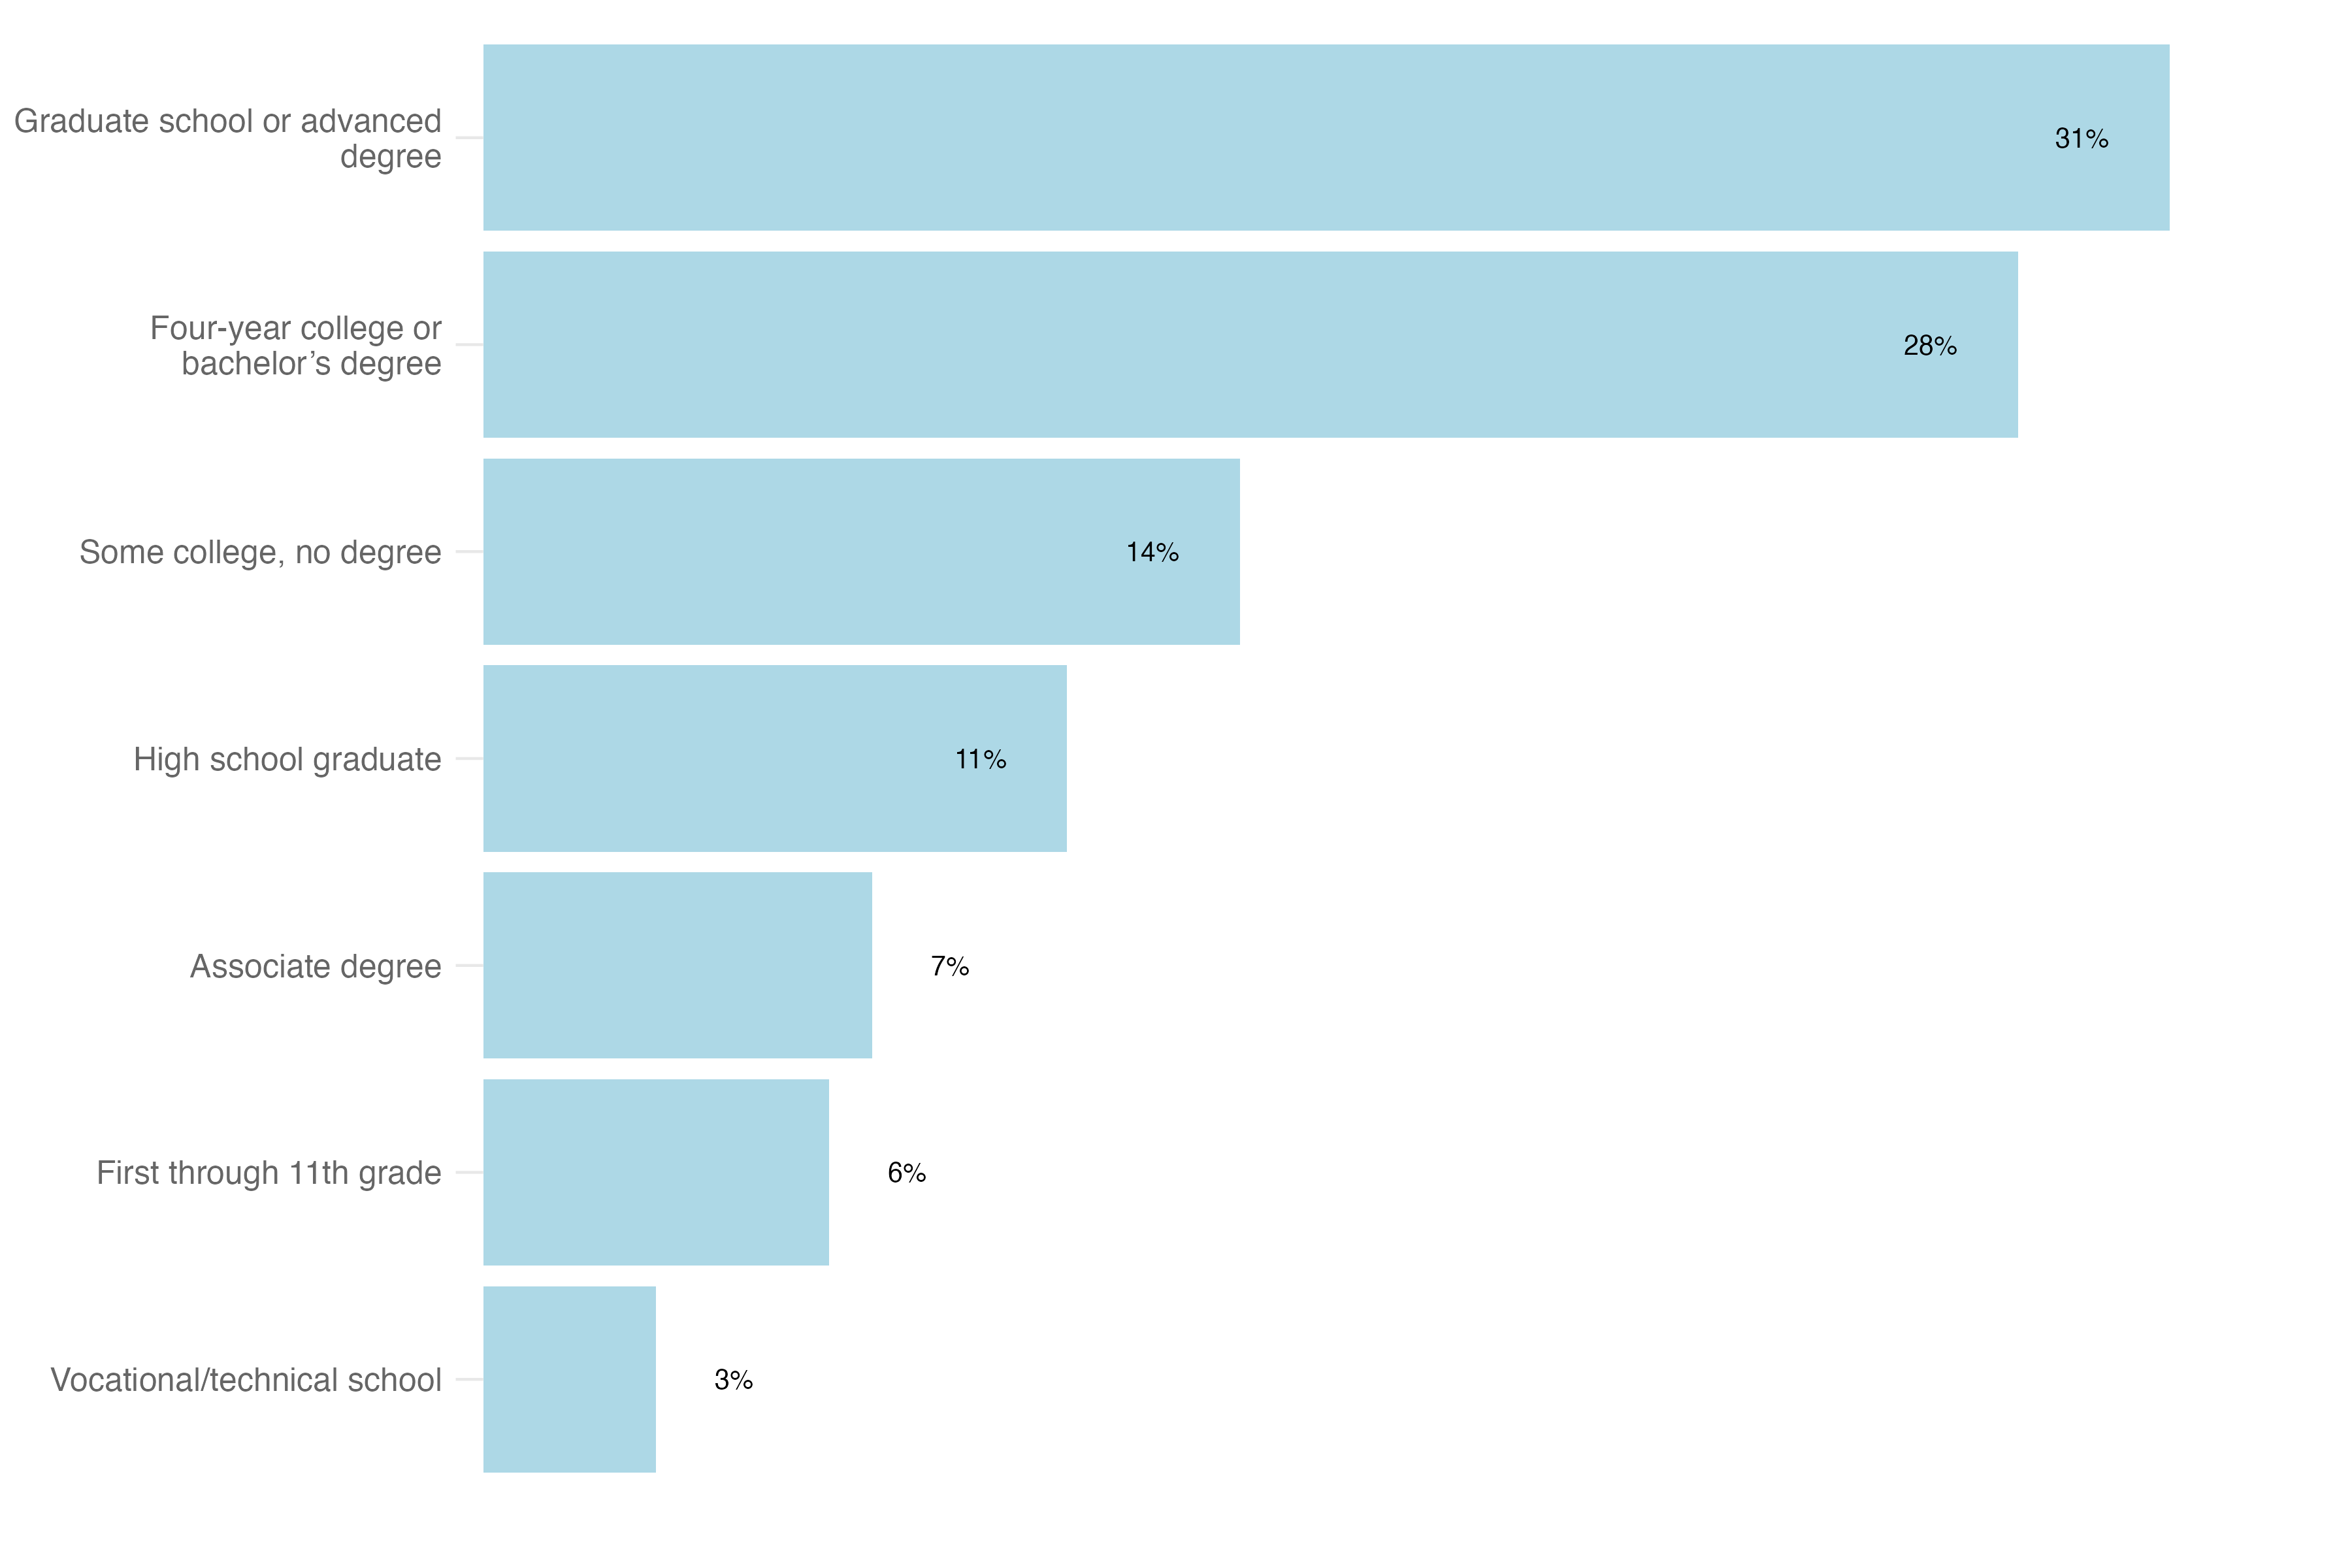 Graduate school or advanced
degree
31%
Four-year college or
bachelor’s degree
28%
Some college, no degree
14%
High school graduate
11%
Associate degree
7%
First through 11th grade
6%
Vocational/technical school
3%